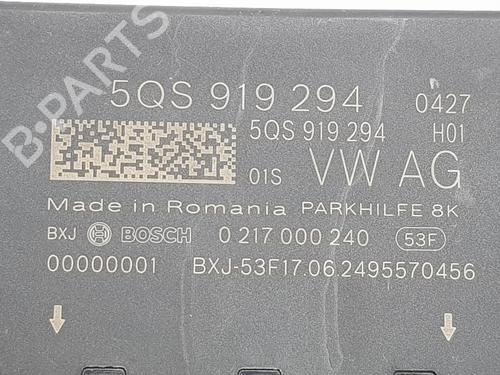 B-PARTS
5QS 919 294 0427
5QS 919 294 H01
01S VW AG
Made in Romania PARKHILFE 8K
BXJ BOSCH 0 217 000 240 53F
00000001 BXJ-53F17.06.2495570456